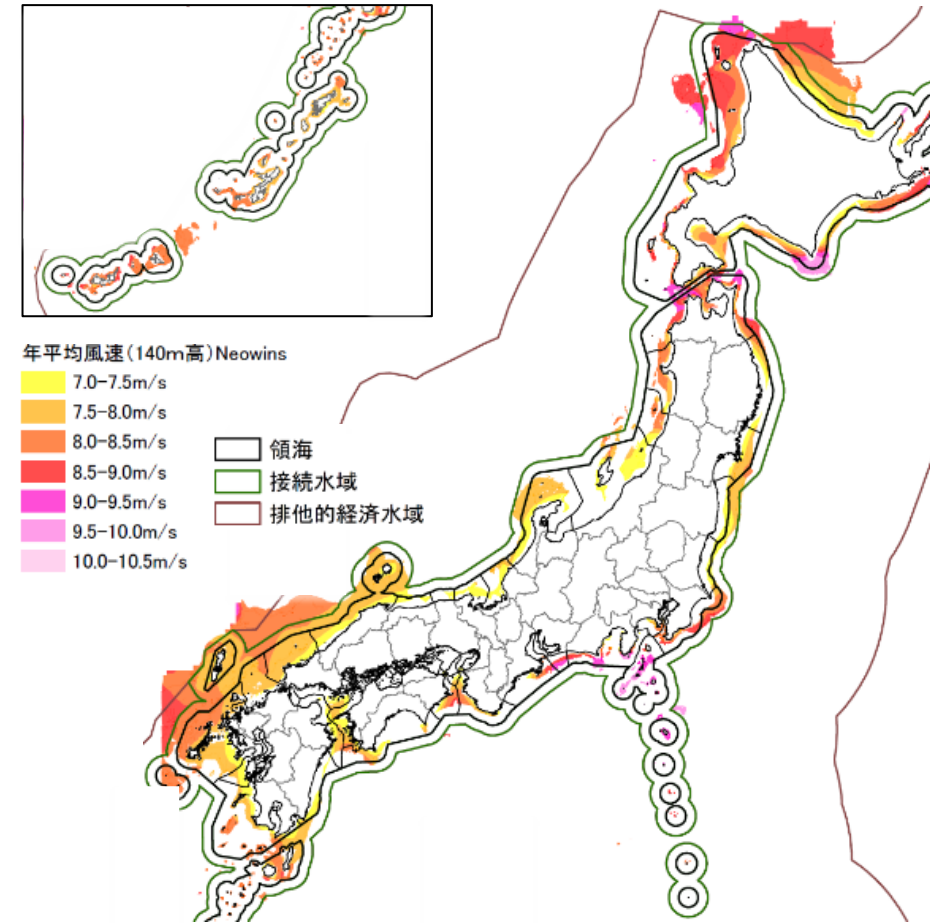 年平均風速(140m高)Neowins
7.0-7.5m/s
7.5-8.0m/s
8.0-8.5m/s
8.5-9.0m/s
9.0-9.5m/s
9.5-10.0m/s
10.0-10.5m/s
領海
接続水域
排他的経済水域